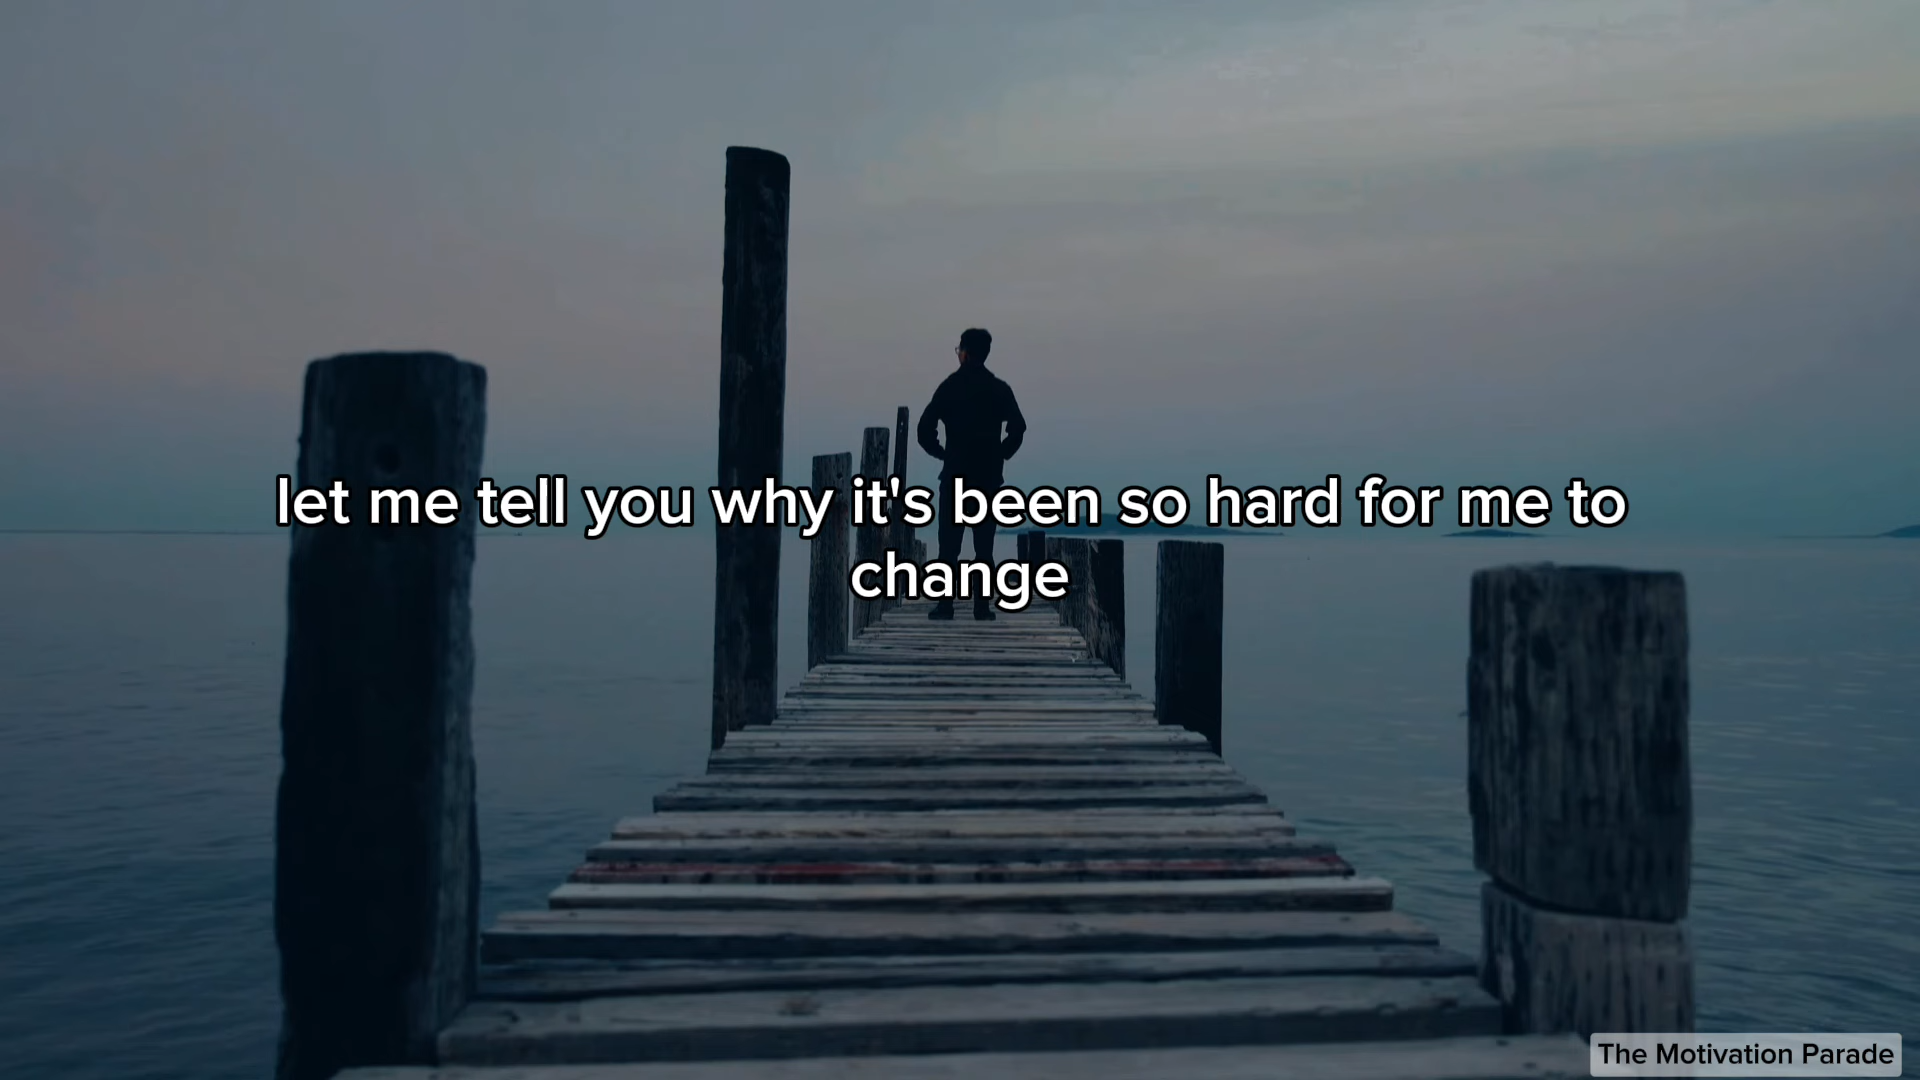 let me tell you why it's been so hard for me to
change
The Motivation Parade